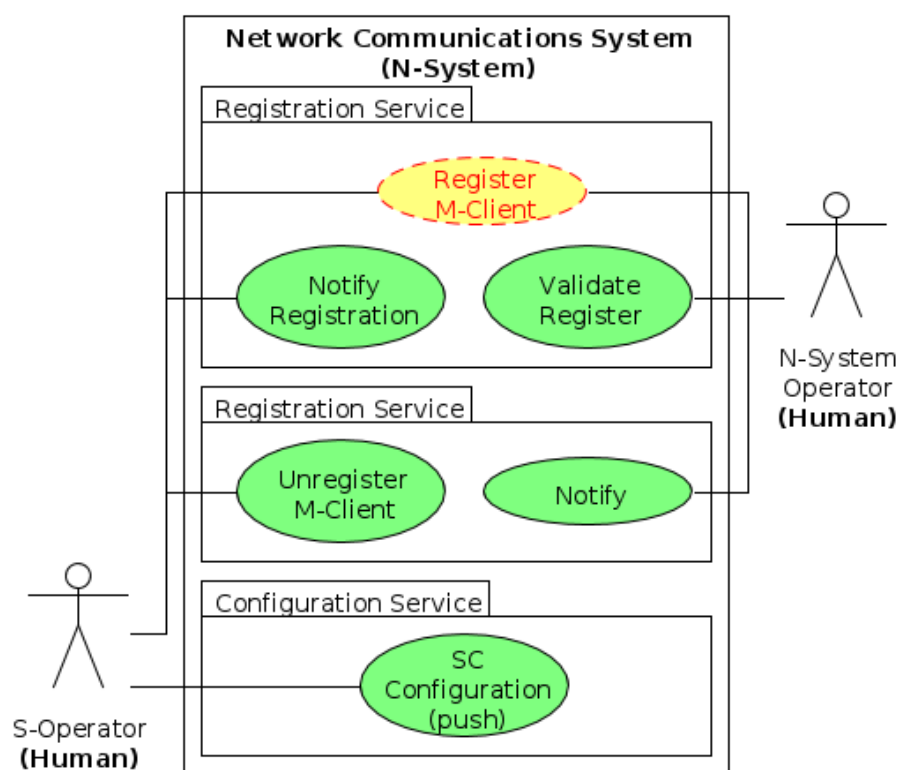 Network Communications System
(N-System)
Registration Service
Register
M-Client
Notify
Registration
Validate
Register
N-System
Operator
(Human)
Registration Service
Unregister
M-Client
Notify
Configuration Service
SC
Configuration
(push)
S-Operator
(Human)